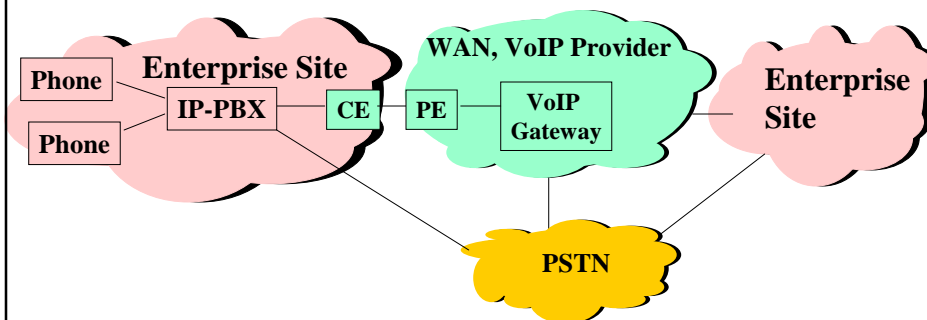 WAN, VoIP Provider
Enterprise Site
Phone
IP-PBX
CE
PE
VoIP
Gateway
Enterprise
Site
Phone
PSTN